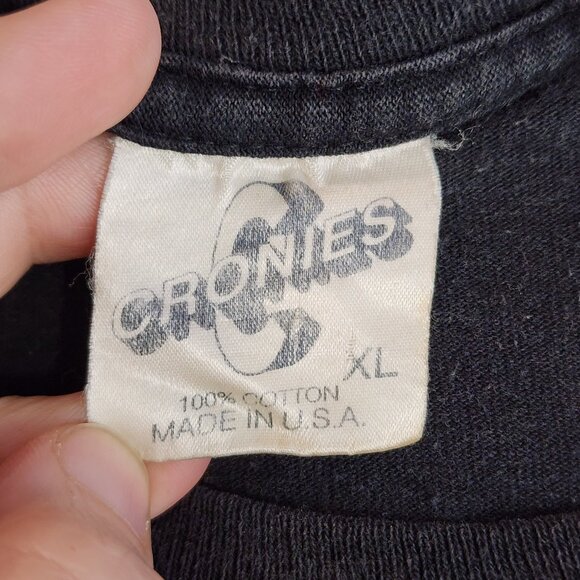 C
CRONIES
XL
100% COTTON
MADE IN U.S.A.